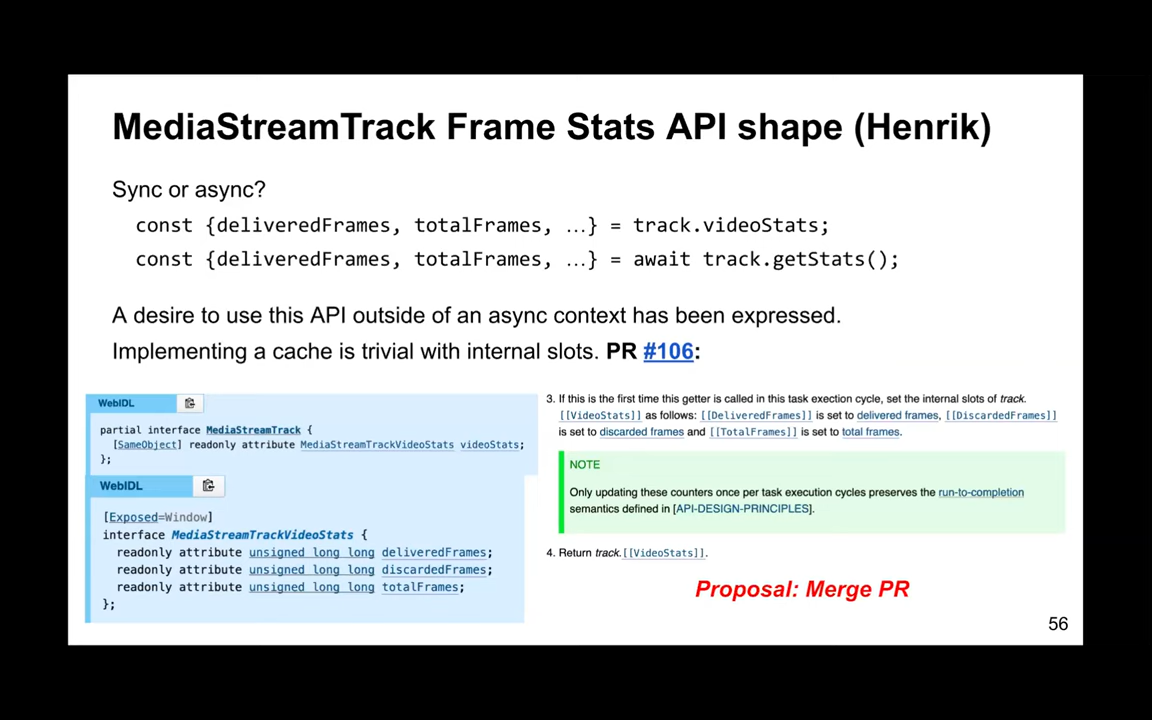 MediaStreamTrack Frame Stats API shape (Henrik)
Sync or async?
const {deliveredFrames, totalFrames, …} = track.videoStats;
const {deliveredFrames, totalFrames, …} = await track.getStats();
A desire to use this API outside of an async context has been expressed.
Implementing a cache is trivial with internal slots. PR #106:
WebIDL
partial interface MediaStreamTrack {
[SameObject] readonly attribute MediaStreamTrackVideoStats videoStats;
};
WebIDL
[Exposed=Window]
interface MediaStreamTrackVideoStats {
readonly attribute unsigned long long deliveredFrames;
readonly attribute unsigned long long discardedFrames;
readonly attribute unsigned long long totalFrames;
};
3. If this is the first time this getter is called in this task exection cycle, set the internal slots of track.
[[VideoStats]] as follows: [[DeliveredFrames]] is set to delivered frames, [[DiscardedFrames]]
is set to discarded frames and [[TotalFrames]] is set to total frames.
NOTE
Only updating these counters once per task execution cycles preserves the run-to-completion
semantics defined in [API-DESIGN-PRINCIPLES].
4. Return track.[[VideoStats]].
Proposal: Merge PR
56